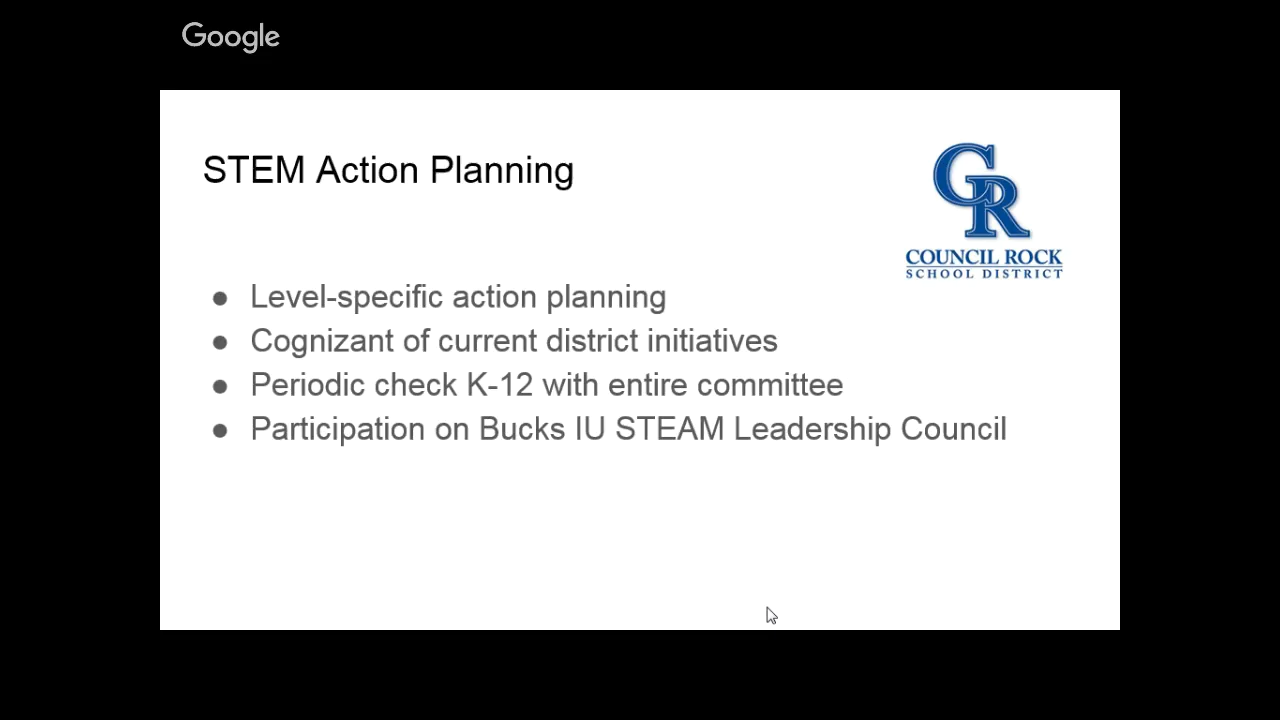 Google
STEM Action Planning
CR
COUNCIL ROCK
SCHOOL DISTRICT
● Level-specific action planning
● Cognizant of current district initiatives
● Periodic check K-12 with entire committee
● Participation on Bucks IU STEAM Leadership Council